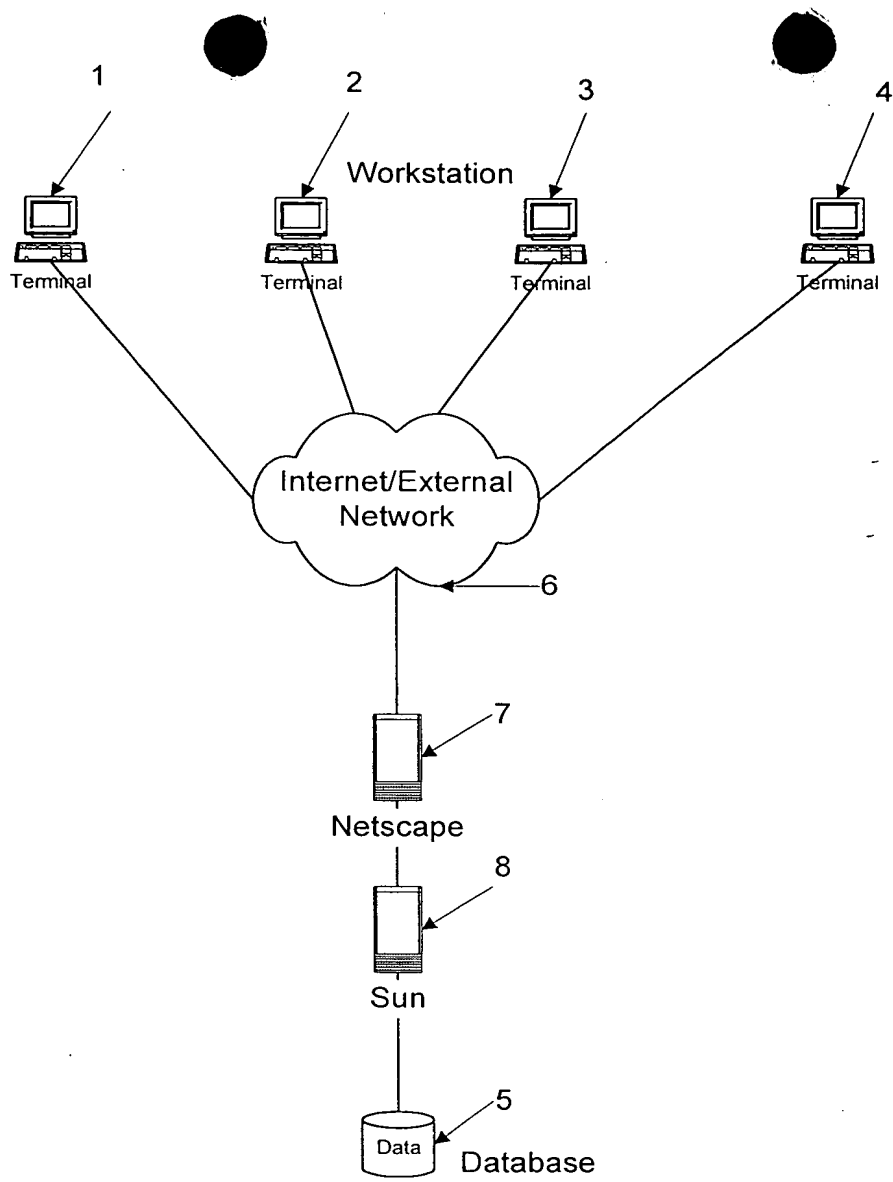 1 2 3 4
Workstation
Terminal Terminal Terminal Terminal
Internet/External
Network
6
7
Netscape
8
Sun
5
Data
Database